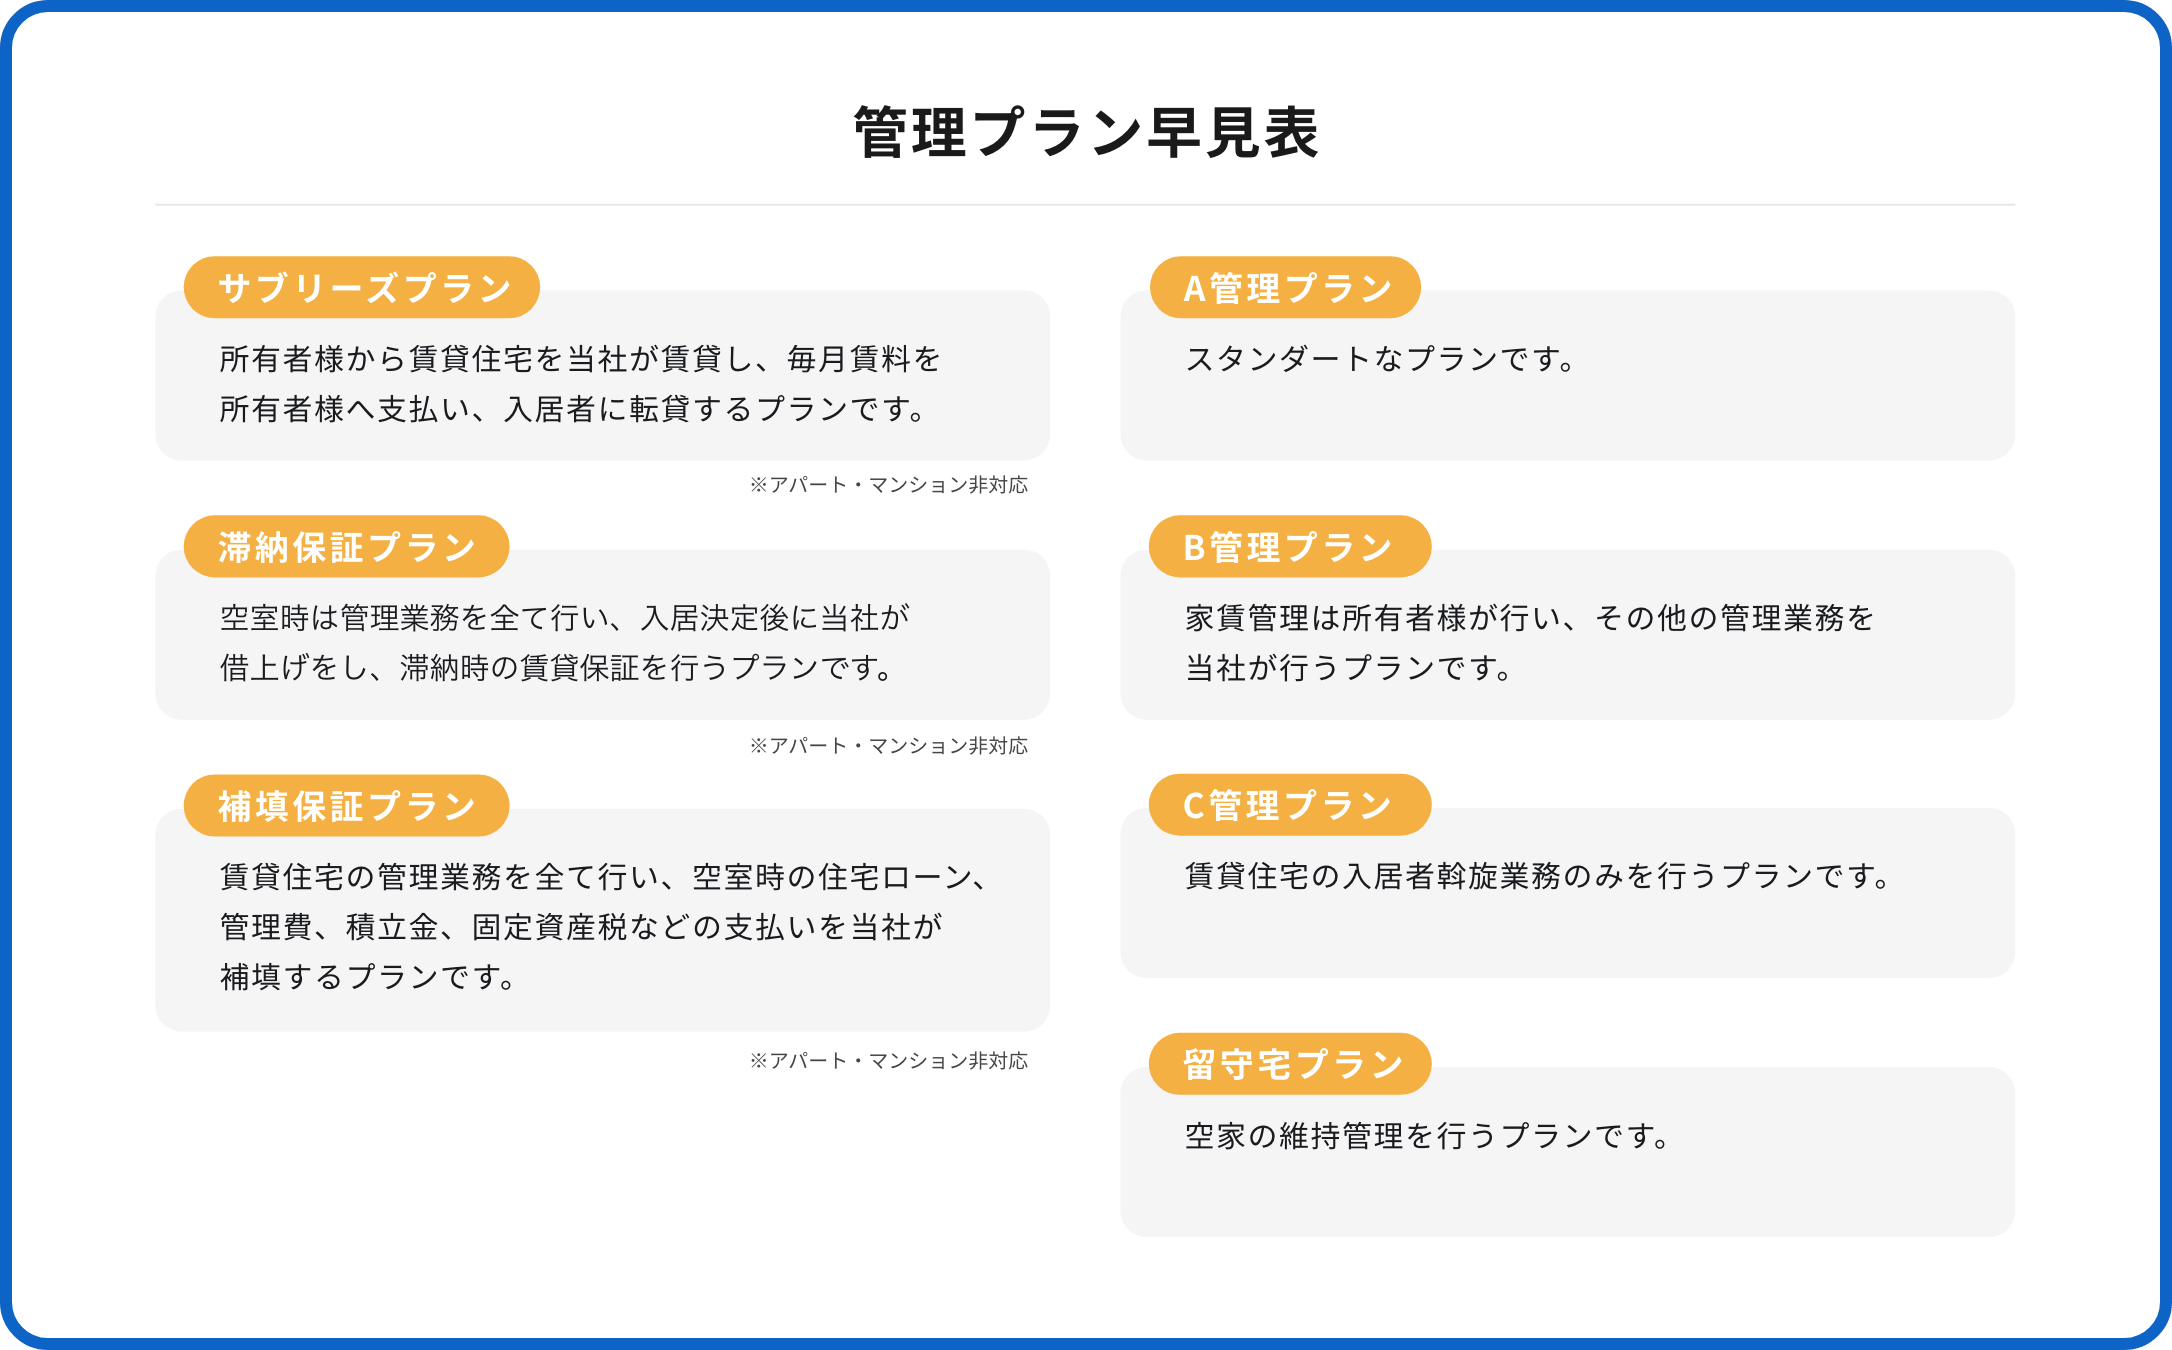 管理プラン早見表
サブリーズプラン
所有者様から賃貸住宅を当社が賃貸し、毎月賃料を
所有者様へ支払い、入居者に転貸するプランです。
※アパート・マンション非対応
滞納保証プラン
空室時は管理業務を全て行い、入居決定後に当社が
借上げをし、滞納時の賃貸保証を行うプランです。
※アパート・マンション非対応
補填保証プラン
賃貸住宅の管理業務を全て行い、空室時の住宅ローン、
管理費、積立金、固定資産税などの支払いを当社が
補填するプランです。
※アパート・マンション非対応
A管理プラン
スタンダートなプランです。
B管理プラン
家賃管理は所有者様が行い、その他の管理業務を
当社が行うプランです。
C管理プラン
賃貸住宅の入居者斡旋業務のみを行うプランです。
留守宅プラン
空家の維持管理を行うプランです。